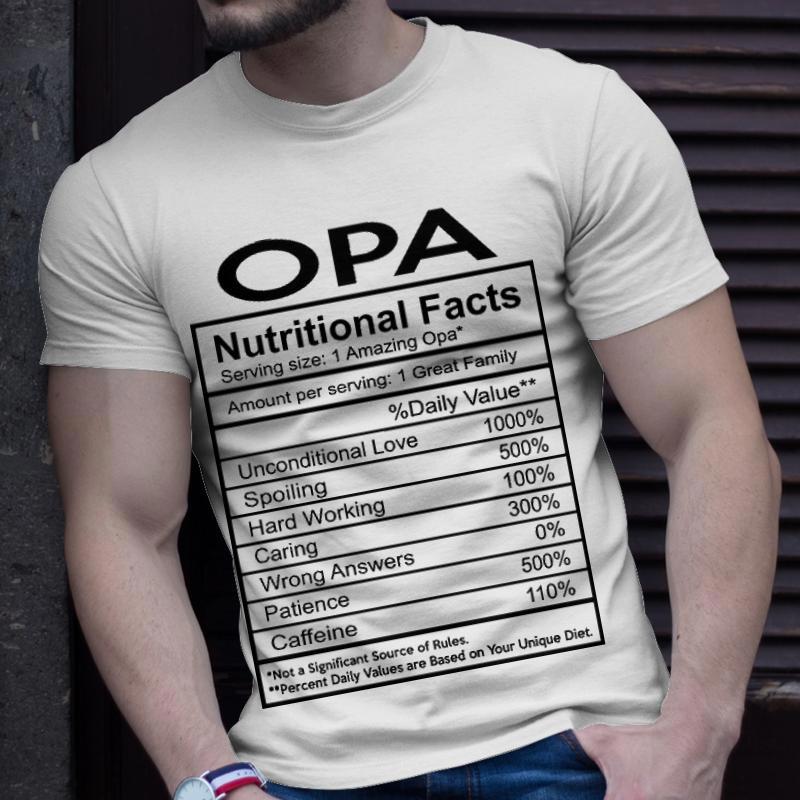 OPA
Nutritional Facts
Serving size: 1 Amazing Opa*
Amount per serving: 1 Great Family
%Daily Value**
Unconditional Love 1000%
Spoiling 500%
Hard Working 100%
Caring 300%
Wrong Answers 0%
Patience 500%
Caffeine 110%
*Not a Significant Source of Rules.
**Percent Daily Values are Based on Your Unique Diet.